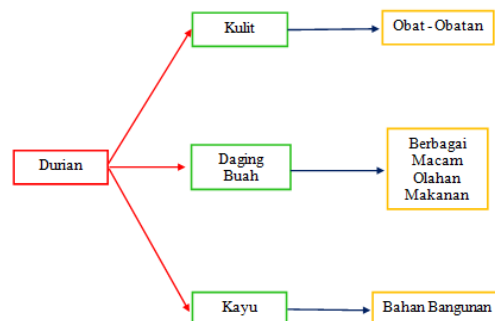 Kulit
Obat - Obatan
Durian
Daging
Buah
Berbagai
Macam
Olahan
Makanan
Kayu
Bahan Bangunan